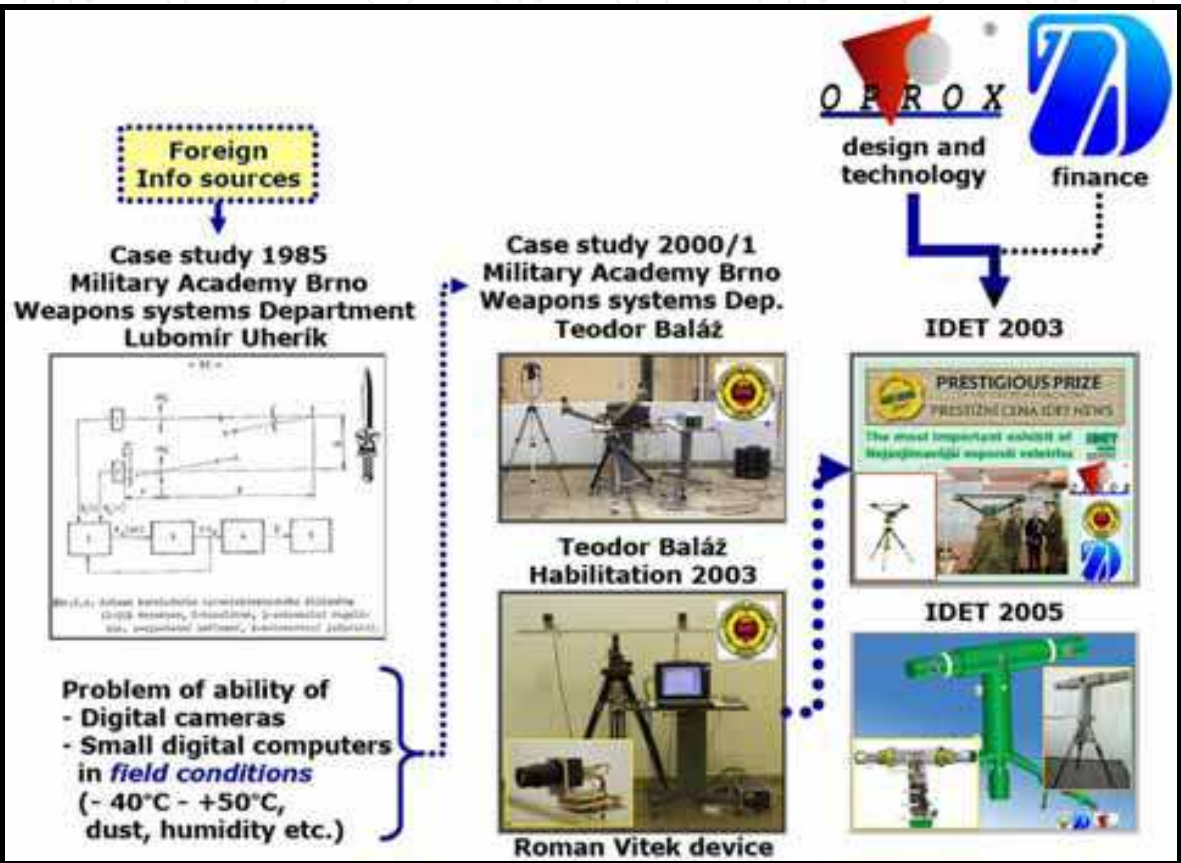 OPROX
®
design and
technology
finance
Foreign
Info sources
Case study 1985
Military Academy Brno
Weapons systems Department
Lubomír Uherík
Problem of ability of
- Digital cameras
- Small digital computers
in field conditions
(- 40°C - +50°C,
dust, humidity etc.)
Case study 2000/1
Military Academy Brno
Weapons systems Dep.
Teodor Baláž
Teodor Baláž
Habilitation 2003
Roman Vitek device
IDET 2003
PRESTIGIOUS PRIZE
PRESTIŽNÍ CENA IDET NEWS
The most important exhibit of IDET
Nejzajímavější exponát veletrhu
IDET 2005